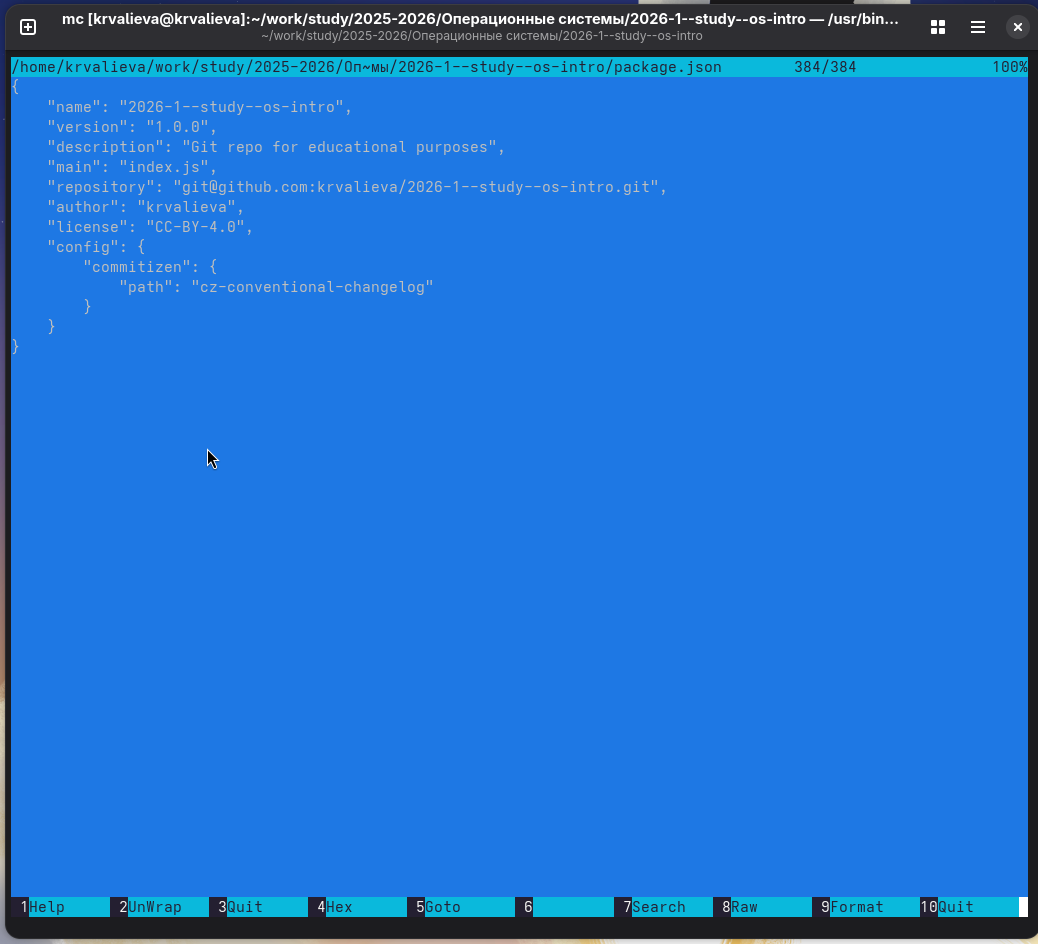 mc [krvalieva@krvalieva]:~/work/study/2025-2026/Операционные системы/2026-1--study--os-intro — /usr/bin...
~/work/study/2025-2026/Операционные системы/2026-1--study--os-intro
/home/krvalieva/work/study/2025-2026/Оп~мы/2026-1--study--os-intro/package.json        384/384               100%
{
    "name": "2026-1--study--os-intro",
    "version": "1.0.0",
    "description": "Git repo for educational purposes",
    "main": "index.js",
    "repository": "git@github.com:krvalieva/2026-1--study--os-intro.git",
    "author": "krvalieva",
    "license": "CC-BY-4.0",
    "config": {
        "commitizen": {
            "path": "cz-conventional-changelog"
        }
    }
}
1Help 2UnWrap 3Quit 4Hex 5Goto 6 7Search 8Raw 9Format 10Quit